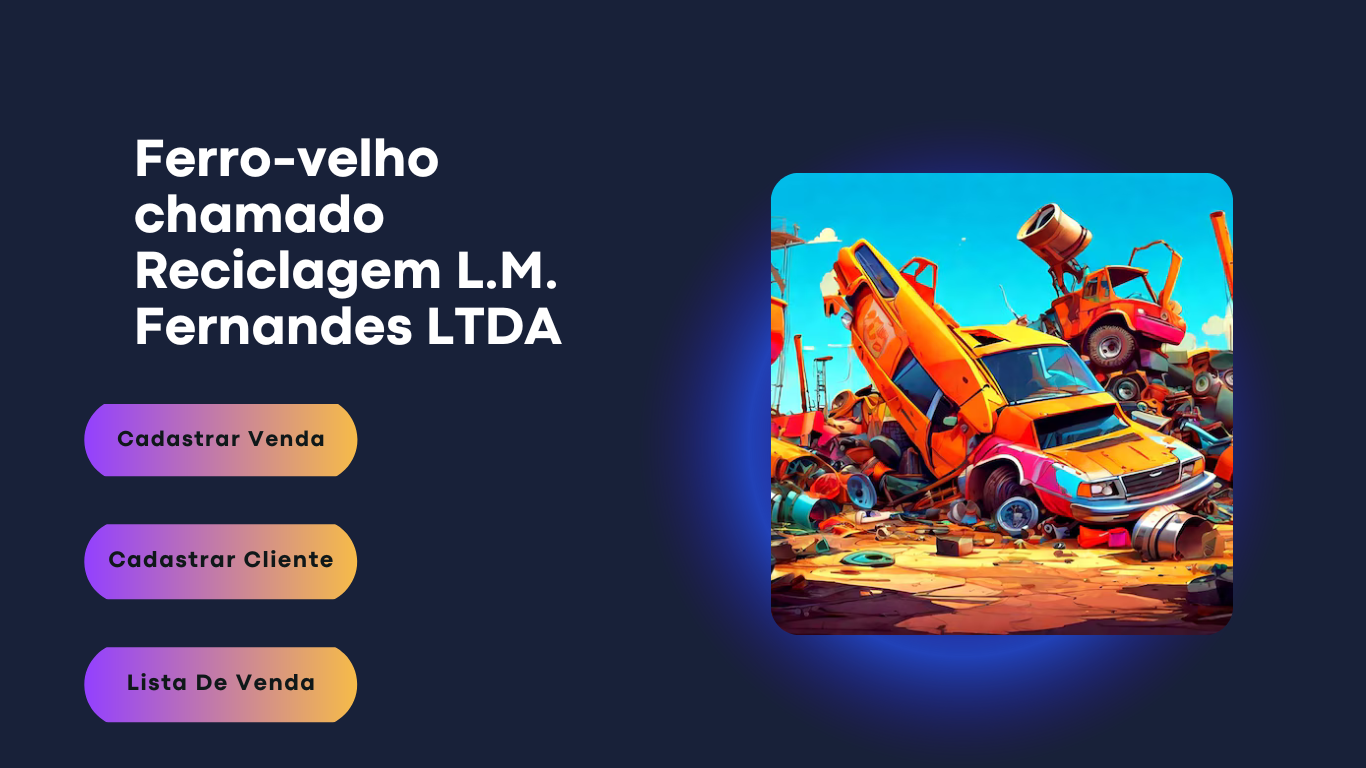 Ferro-velho
chamado
Reciclagem L.M.
Fernandes LTDA
Cadastrar Venda
Cadastrar Cliente
Lista De Venda